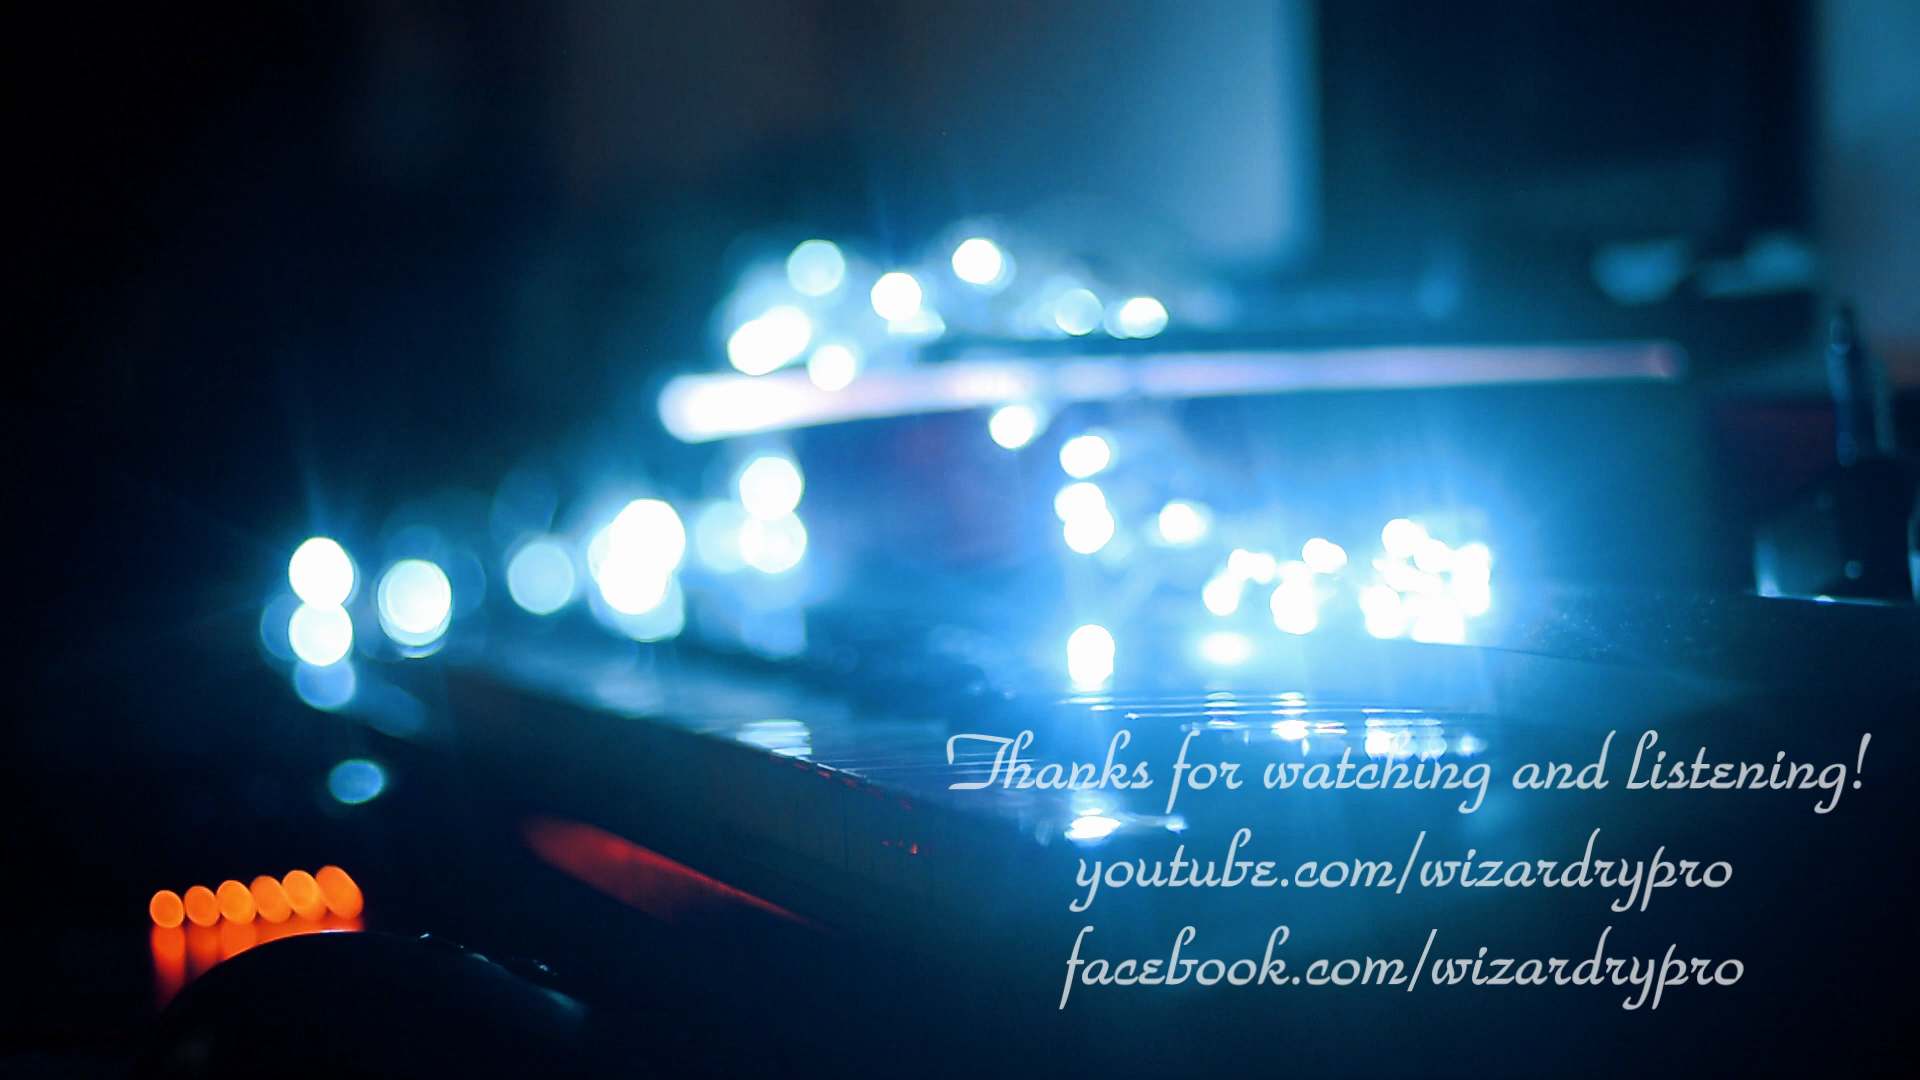 Thanks for watching and listening!
youtube.com/wizardrypro
facebook.com/wizardrypro